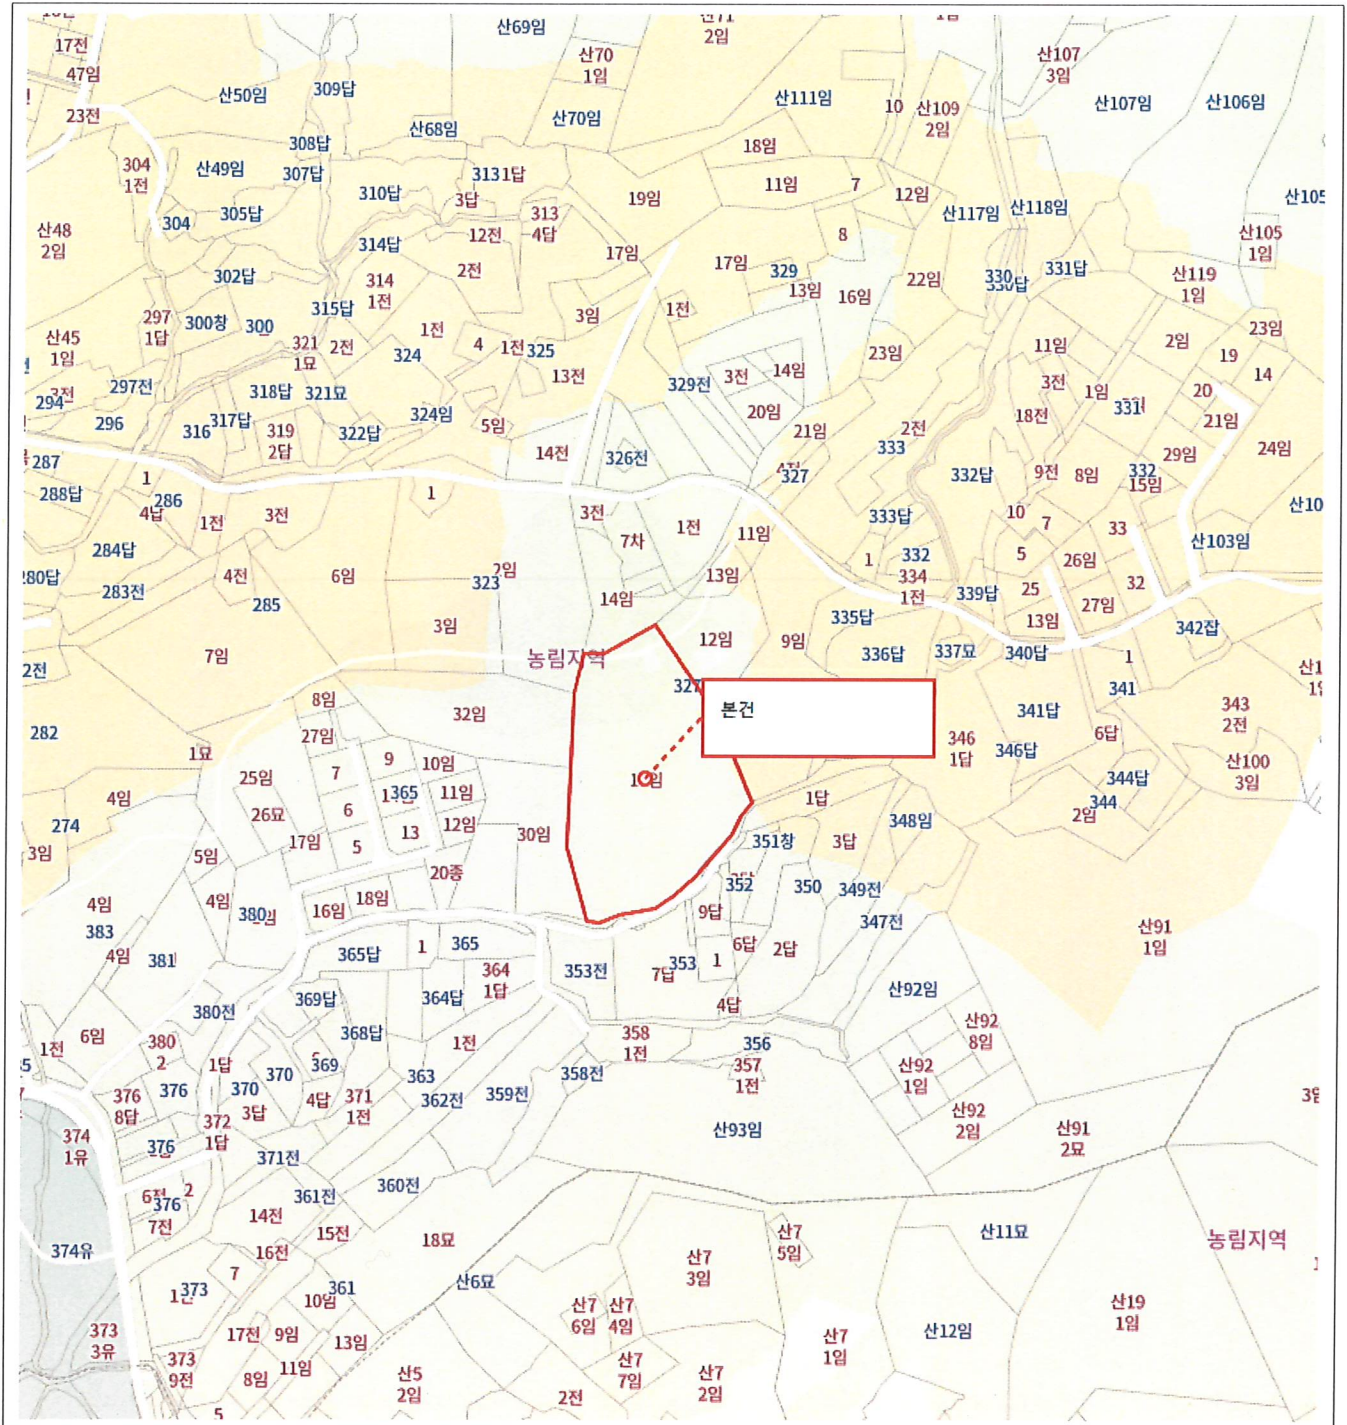 17전
47임
23전
산50임
309답
산69임
산70
1임
산71
2임
산70임
산68임
308답
307답
산49임
304
1전
304
305답
310답
3131답
3답
313
4답
12전
19임
18임
11임
7
산111임
10
산109
2임
12임
산107
3임
산107임
산106임
산105
산105
1임
산117임
산118임
산48
2임
302답
314답
314
1전
2전
17임
17임
329
13임
8
16임
22임
330
330답
331답
산119
1임
297
1답
300창
300
315답
321
1묘
2전
1전
324
4
1전
325
3임
13전
1전
산45
1임
3전
294
297전
296
316
317답
318답
321묘
319
2답
322답
324임
5임
14전
326전
329전
3전
14임
20임
21임
23임
2전
333
327
11임
3전
18전
1임
331
2임
23임
19
14
20
21임
24임
29임
332
15임
8임
9전
332답
287
288답
1
286
4답
1전
3전
1
284답
280답
283전
4전
285
6임
3임
7임
2임
323
3전
7차
1전
11임
13임
14임
333답
1
332
334
1전
339답
10
7
5
25
13임
33
26임
32
27임
산103임
산10
342잡
농림지역
12임
9임
335답
336답
337묘
340답
1
341
327
본건
282
1묘
8임
27임
32임
25임
26묘
7
6
5
17임
9
10임
365
11임
13
12임
30임
20종
18임
16임
4임
274
3임
5임
4임
380
346
1답
346답
341답
6답
343
2전
산100
3임
344답
344
2임
1답
351창
3답
348임
352
350
349전
347전
9답
6답
2답
1
353
7답
353전
4답
4임
383
4임
381
365답
1
365
364
1답
364답
369답
368답
380전
6임
1전
380
2
1답
370
370
369
4답
3답
376
8답
376
372
1답
371
1전
1전
363
362전
359전
358전
358
1전
356
357
1전
산92임
산92
8임
산92
1임
산92
2임
산91
1임
산91
2묘
산93임
374
1유
376
371전
361전
360전
376
7전
2
14전
15전
16전
18묘
374유
7
373
361
10임
산6묘
17전
9임
13임
11임
8임
373
3유
373
9전
5
산5
2임
2전
산7
6임
산7
4임
산7
7임
산7
3임
산7
2임
산7
5임
산7
1임
산11묘
산12임
산19
1임
농림지역